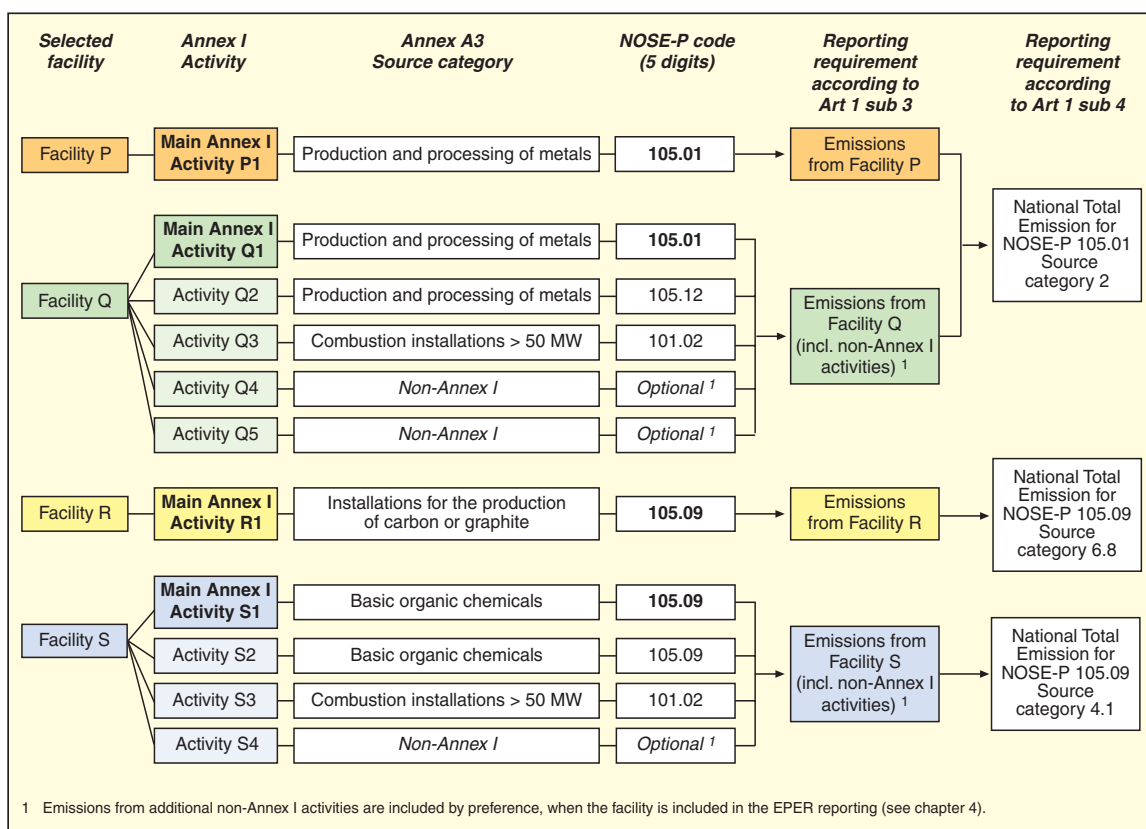 Selected
facility
Annex I
Activity
Annex A3
Source category
NOSE-P code
(5 digits)
Reporting
requirement
according to
Art 1 sub 3
Reporting
requirement
according
to Art 1 sub 4
Facility P
Main Annex I
Activity P1
Production and processing of metals
105.01
Emissions
from Facility P
National Total
Emission for
NOSE-P 105.01
Source
category 2
Facility Q
Main Annex I
Activity Q1
Production and processing of metals
105.01
Activity Q2
Production and processing of metals
105.12
Activity Q3
Combustion installations > 50 MW
101.02
Activity Q4
Non-Annex I
Optional 1
Activity Q5
Non-Annex I
Optional 1
Emissions from
Facility Q
(incl. non-Annex I
activities) 1
Facility R
Main Annex I
Activity R1
Installations for the production
of carbon or graphite
105.09
Emissions
from Facility R
National Total
Emission for
NOSE-P 105.09
Source
category 6.8
Facility S
Main Annex I
Activity S1
Basic organic chemicals
105.09
Activity S2
Basic organic chemicals
105.09
Activity S3
Combustion installations > 50 MW
101.02
Activity S4
Non-Annex I
Optional 1
Emissions from
Facility S
(incl. non-Annex I
activities) 1
National Total
Emission for
NOSE-P 105.09
Source
category 4.1
1 Emissions from additional non-Annex I activities are included by preference, when the facility is included in the EPER reporting (see chapter 4).